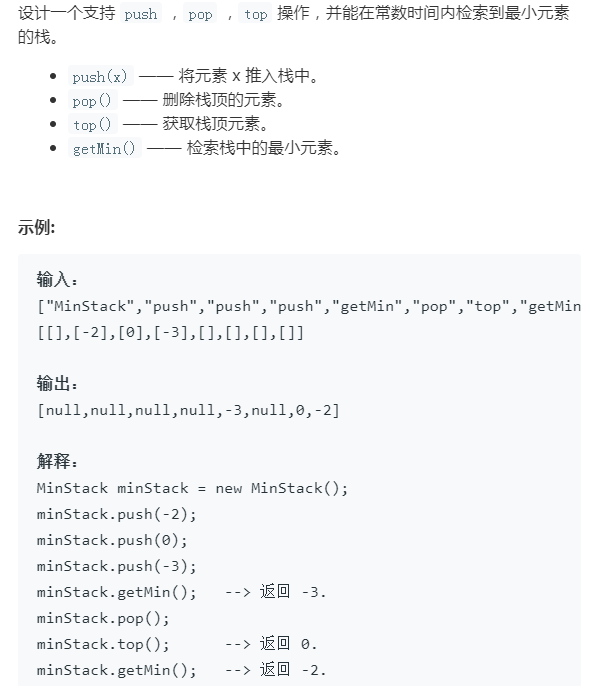 设计一个支持 push ，pop ，top 操作，并能在常数时间内检索到最小元素
的栈。
• push(x) —— 将元素 x 推入栈中。
• pop() —— 删除栈顶的元素。
• top() —— 获取栈顶元素。
• getMin() —— 检索栈中的最小元素。
示例:
输入：
["MinStack","push","push","push","getMin","pop","top","getMin
[[],[-2],[0],[-3],[],[],[],[]]
输出：
[null,null,null,null,-3,null,0,-2]
解释：
MinStack minStack = new MinStack();
minStack.push(-2);
minStack.push(0);
minStack.push(-3);
minStack.getMin();   --> 返回 -3.
minStack.pop();
minStack.top();      --> 返回 0.
minStack.getMin();   --> 返回 -2.